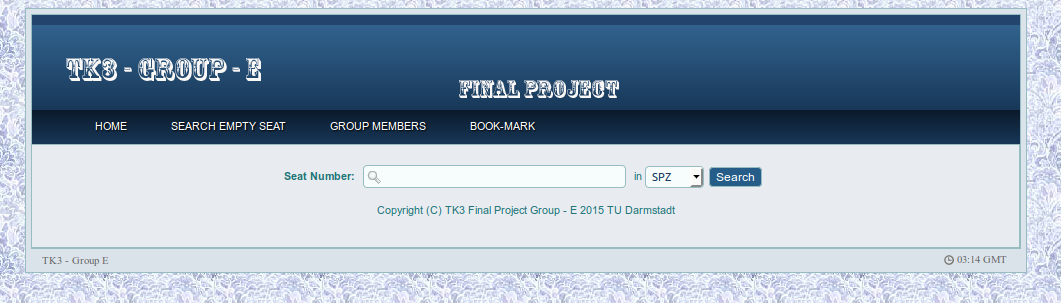 TK3 - GROUP - E
FINAL PROJECT
HOME SEARCH EMPTY SEAT GROUP MEMBERS BOOK-MARK
Seat Number: in SPZ Search
Copyright (C) TK3 Final Project Group - E 2015 TU Darmstadt
TK3 - Group E 03:14 GMT